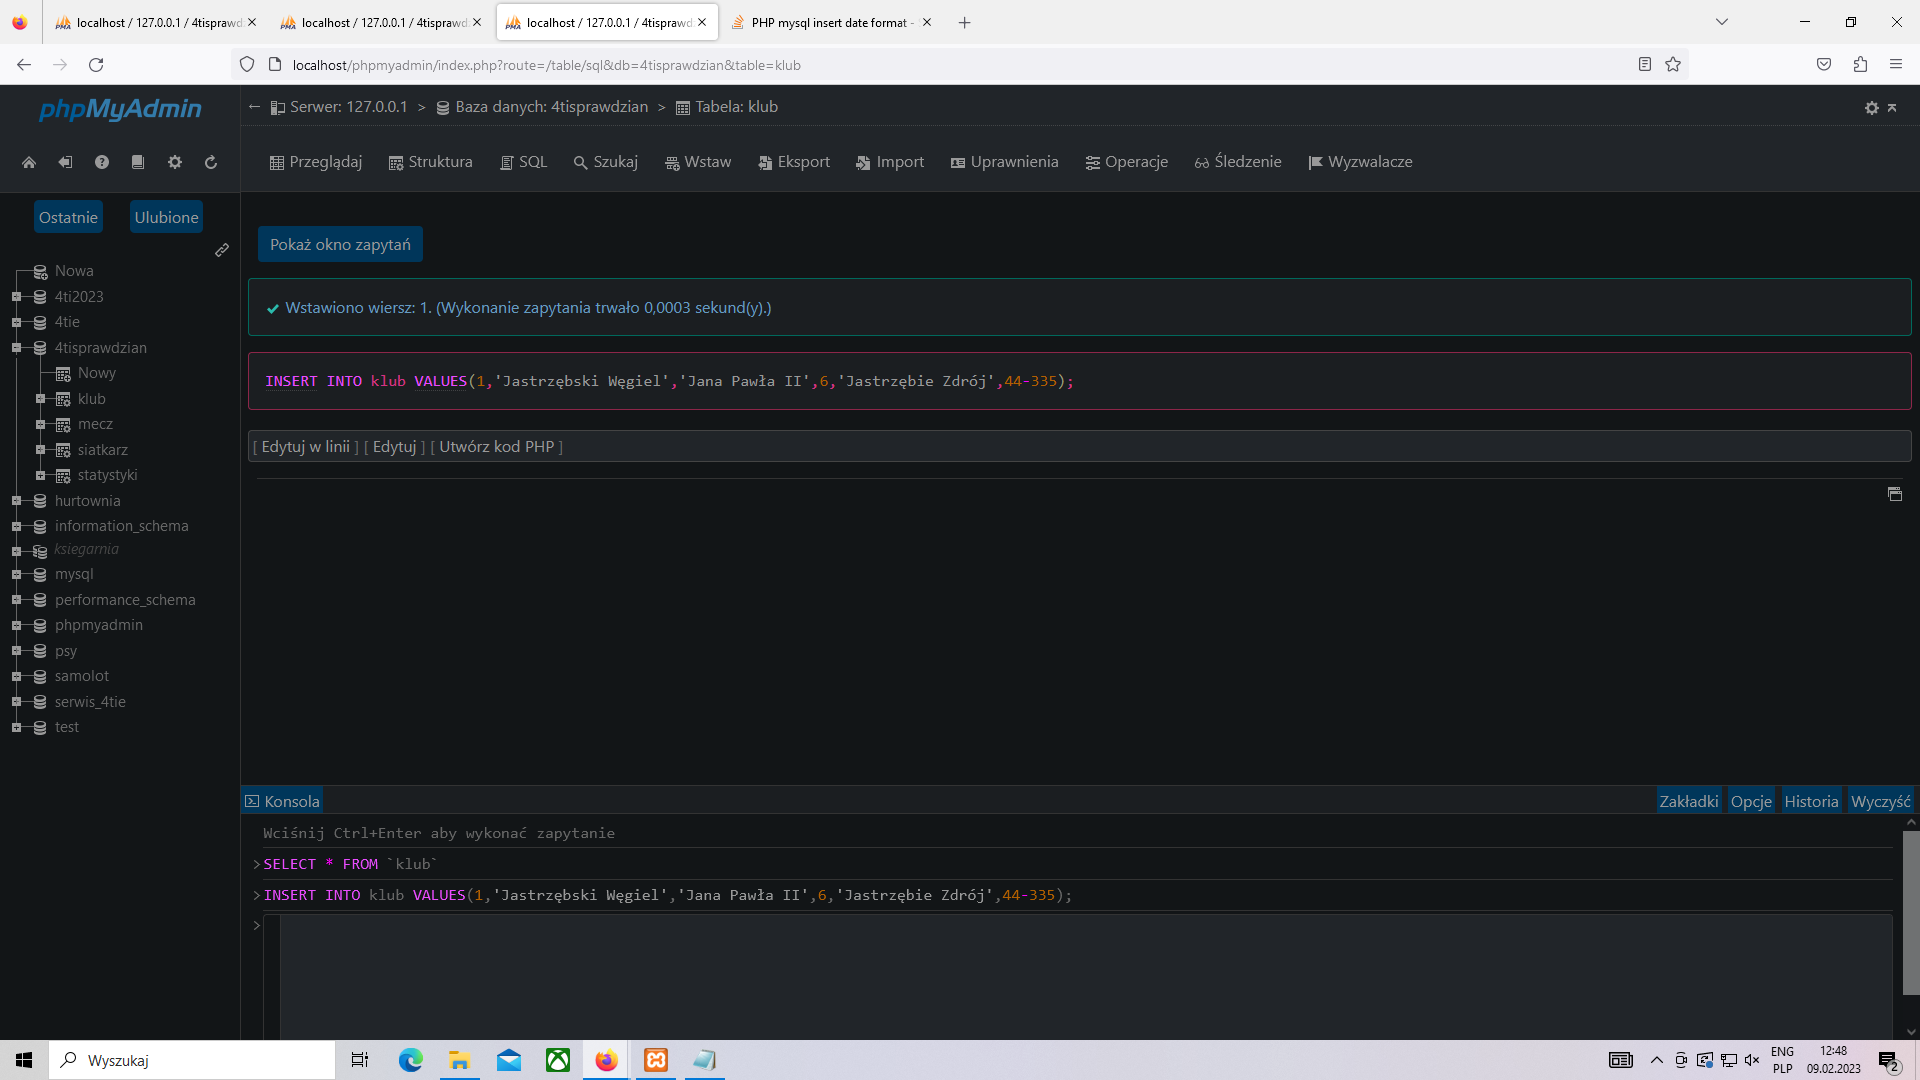 localhost / 127.0.0.1 / 4tisprawdz
localhost / 127.0.0.1 / 4tisprawdz
localhost / 127.0.0.1 / 4tisprawdz
PHP mysql insert date format -
localhost/phpmyadmin/index.php?route=/table/sql&db=4tisprawdzian&table=klub
phpMyAdmin
Serwer: 127.0.0.1 > Baza danych: 4tisprawdzian > Tabela: klub
Przeglądaj Struktura SQL Szukaj Wstaw Eksport Import Uprawnienia Operacje Śledzenie Wyzwalacze
Ostatnie Ulubione
Nowa
4ti2023
4tie
4tisprawdzian
Nowy
klub
mecz
siatkarz
statystyki
hurtownia
information_schema
ksiegarnia
mysql
performance_schema
phpmyadmin
psy
samolot
serwis_4tie
test
Pokaż okno zapytań
Wstawiono wiersz: 1. (Wykonanie zapytania trwało 0,0003 sekund(y).)
INSERT INTO klub VALUES(1,'Jastrzębski Węgiel','Jana Pawła II',6,'Jastrzębie Zdrój',44-335);
[ Edytuj w linii ] [ Edytuj ] [ Utwórz kod PHP ]
Konsola
Zakładki Opcje Historia Wyczyść
Wciśnij Ctrl+Enter aby wykonać zapytanie
>SELECT * FROM `klub`
>INSERT INTO klub VALUES(1,'Jastrzębski Węgiel','Jana Pawła II',6,'Jastrzębie Zdrój',44-335);
>
Wyszukaj
ENG
PLP
12:48
09.02.2023
2